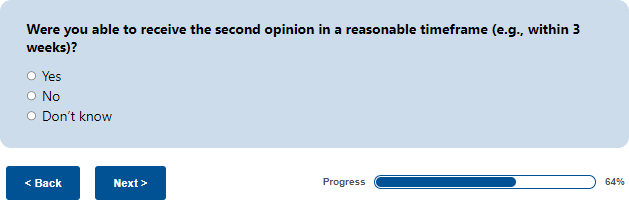 Were you able to receive the second opinion in a reasonable timeframe (e.g., within 3
weeks)?
Yes
No
Don't know
< Back
Next >
Progress
64%